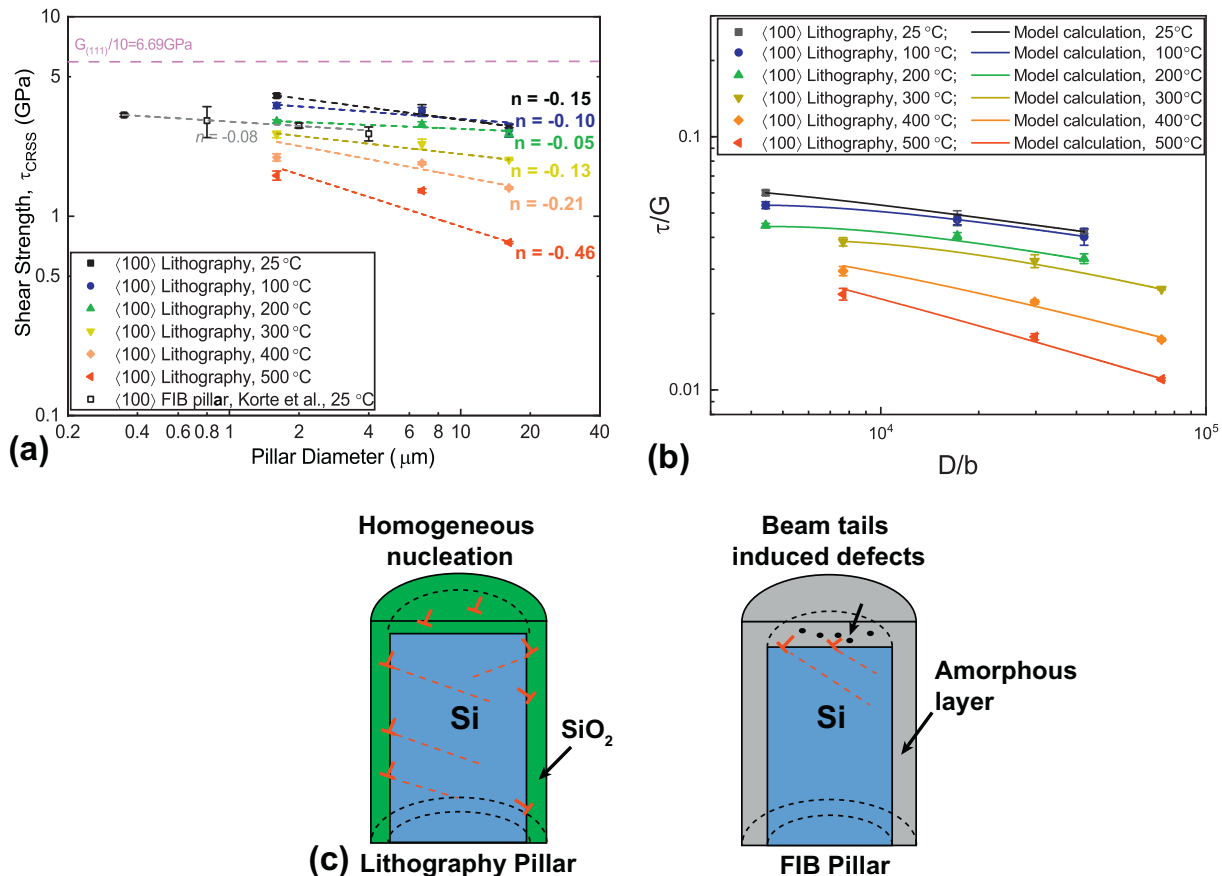 10
5
1
0.5
0.1
Shear Strength, τCRSS (GPa)
G(111)/10=6.69GPa
n = -0. 15
n = -0. 10
n = -0. 05
n = -0. 13
n = -0.21
n = -0. 46
n = -0.08
⟨100⟩ Lithography, 25 °C
⟨100⟩ Lithography, 100 °C
⟨100⟩ Lithography, 200 °C
⟨100⟩ Lithography, 300 °C
⟨100⟩ Lithography, 400 °C
⟨100⟩ Lithography, 500 °C
⟨100⟩ FIB pillar, Korte et al., 25 °C
0.2 0.4 0.6 0.8 1 2 4 6 8 10 20 40
Pillar Diameter ( μm)
(a)
⟨100⟩ Lithography, 25 °C; Model calculation, 25°C
⟨100⟩ Lithography, 100 °C; Model calculation, 100°C
⟨100⟩ Lithography, 200 °C; Model calculation, 200°C
⟨100⟩ Lithography, 300 °C; Model calculation, 300°C
⟨100⟩ Lithography, 400 °C; Model calculation, 400°C
⟨100⟩ Lithography, 500 °C; Model calculation, 500°C
0.1
0.01
τ/G
10⁴ 10⁵
D/b
(b)
Homogeneous
nucleation
Si
SiO₂
(c) Lithography Pillar
Beam tails
induced defects
Amorphous
layer
Si
FIB Pillar